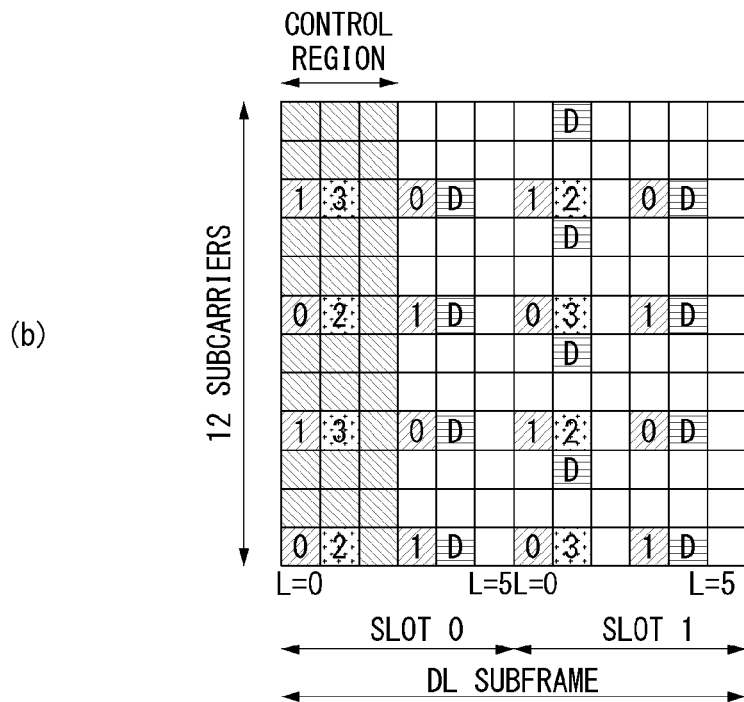 CONTROL
REGION
D
1 3 0 D 1 2 0 D
D
0 2 1 D 0 3 1 D
D
1 3 0 D 1 2 0 D
D
0 2 1 D 0 3 1 D
12 SUBCARRIERS
(b)
L=0 L=5L=0 L=5
SLOT 0 SLOT 1
DL SUBFRAME